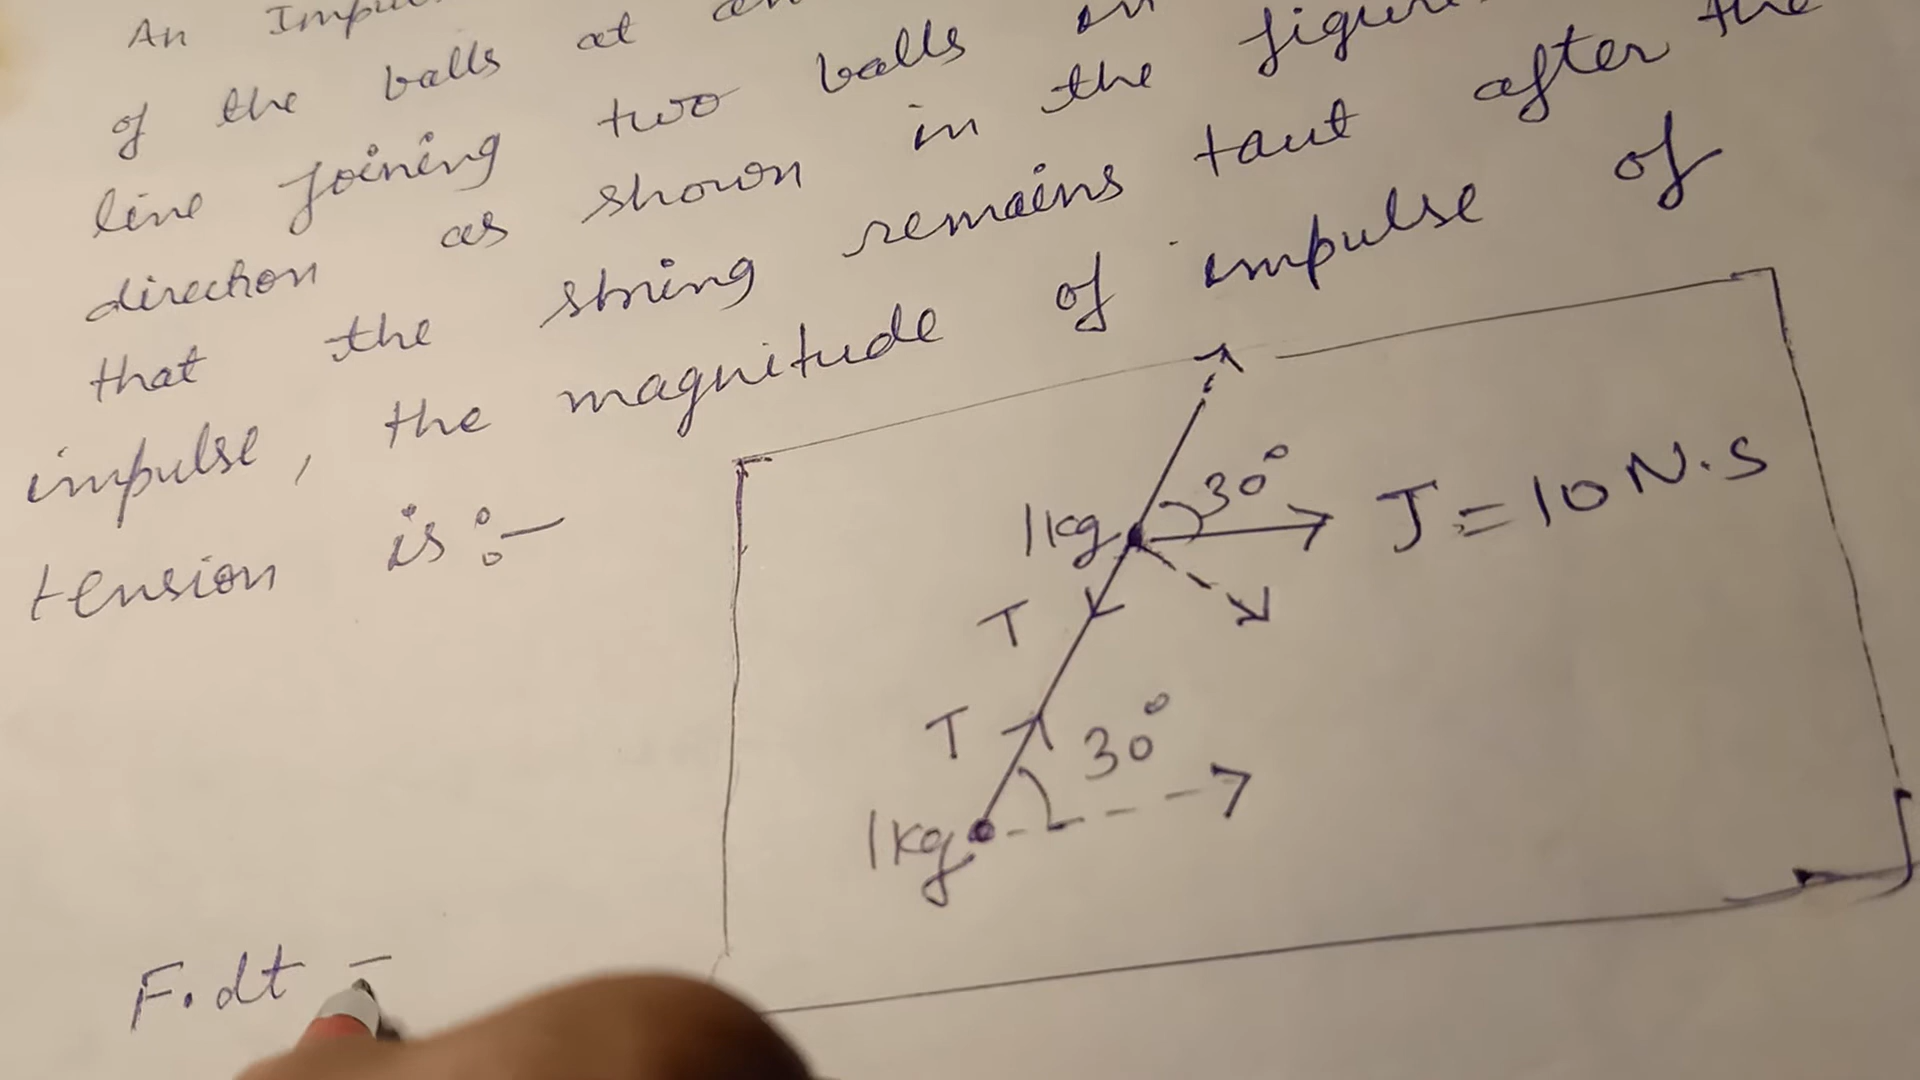 An
of the balls at
line joining two balls in
direction as shown in the
that the string remains taut after the
impulse, the magnitude of impulse of
tension is :-
30°
1kg J = 10 N.S
T
T 30°
1kg
F.dt